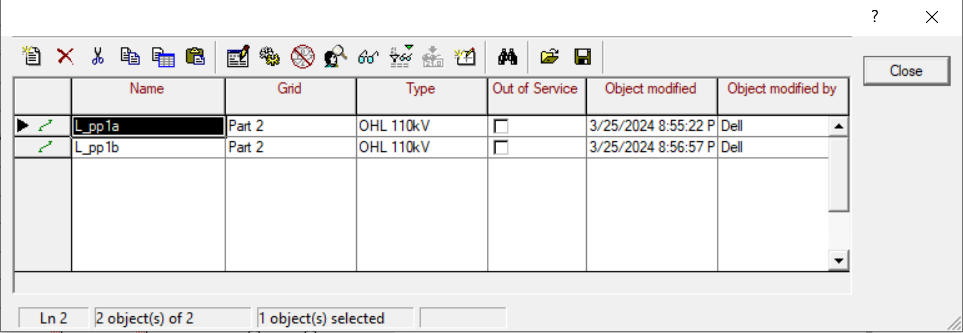 ?
Close
Name Grid Type Out of Service Object modified Object modified by
L_pp1a Part 2 OHL 110kV 3/25/2024 8:55:22 P Dell
L_pp1b Part 2 OHL 110kV 3/25/2024 8:56:57 P Dell
Ln 2 2 object(s) of 2 1 object(s) selected